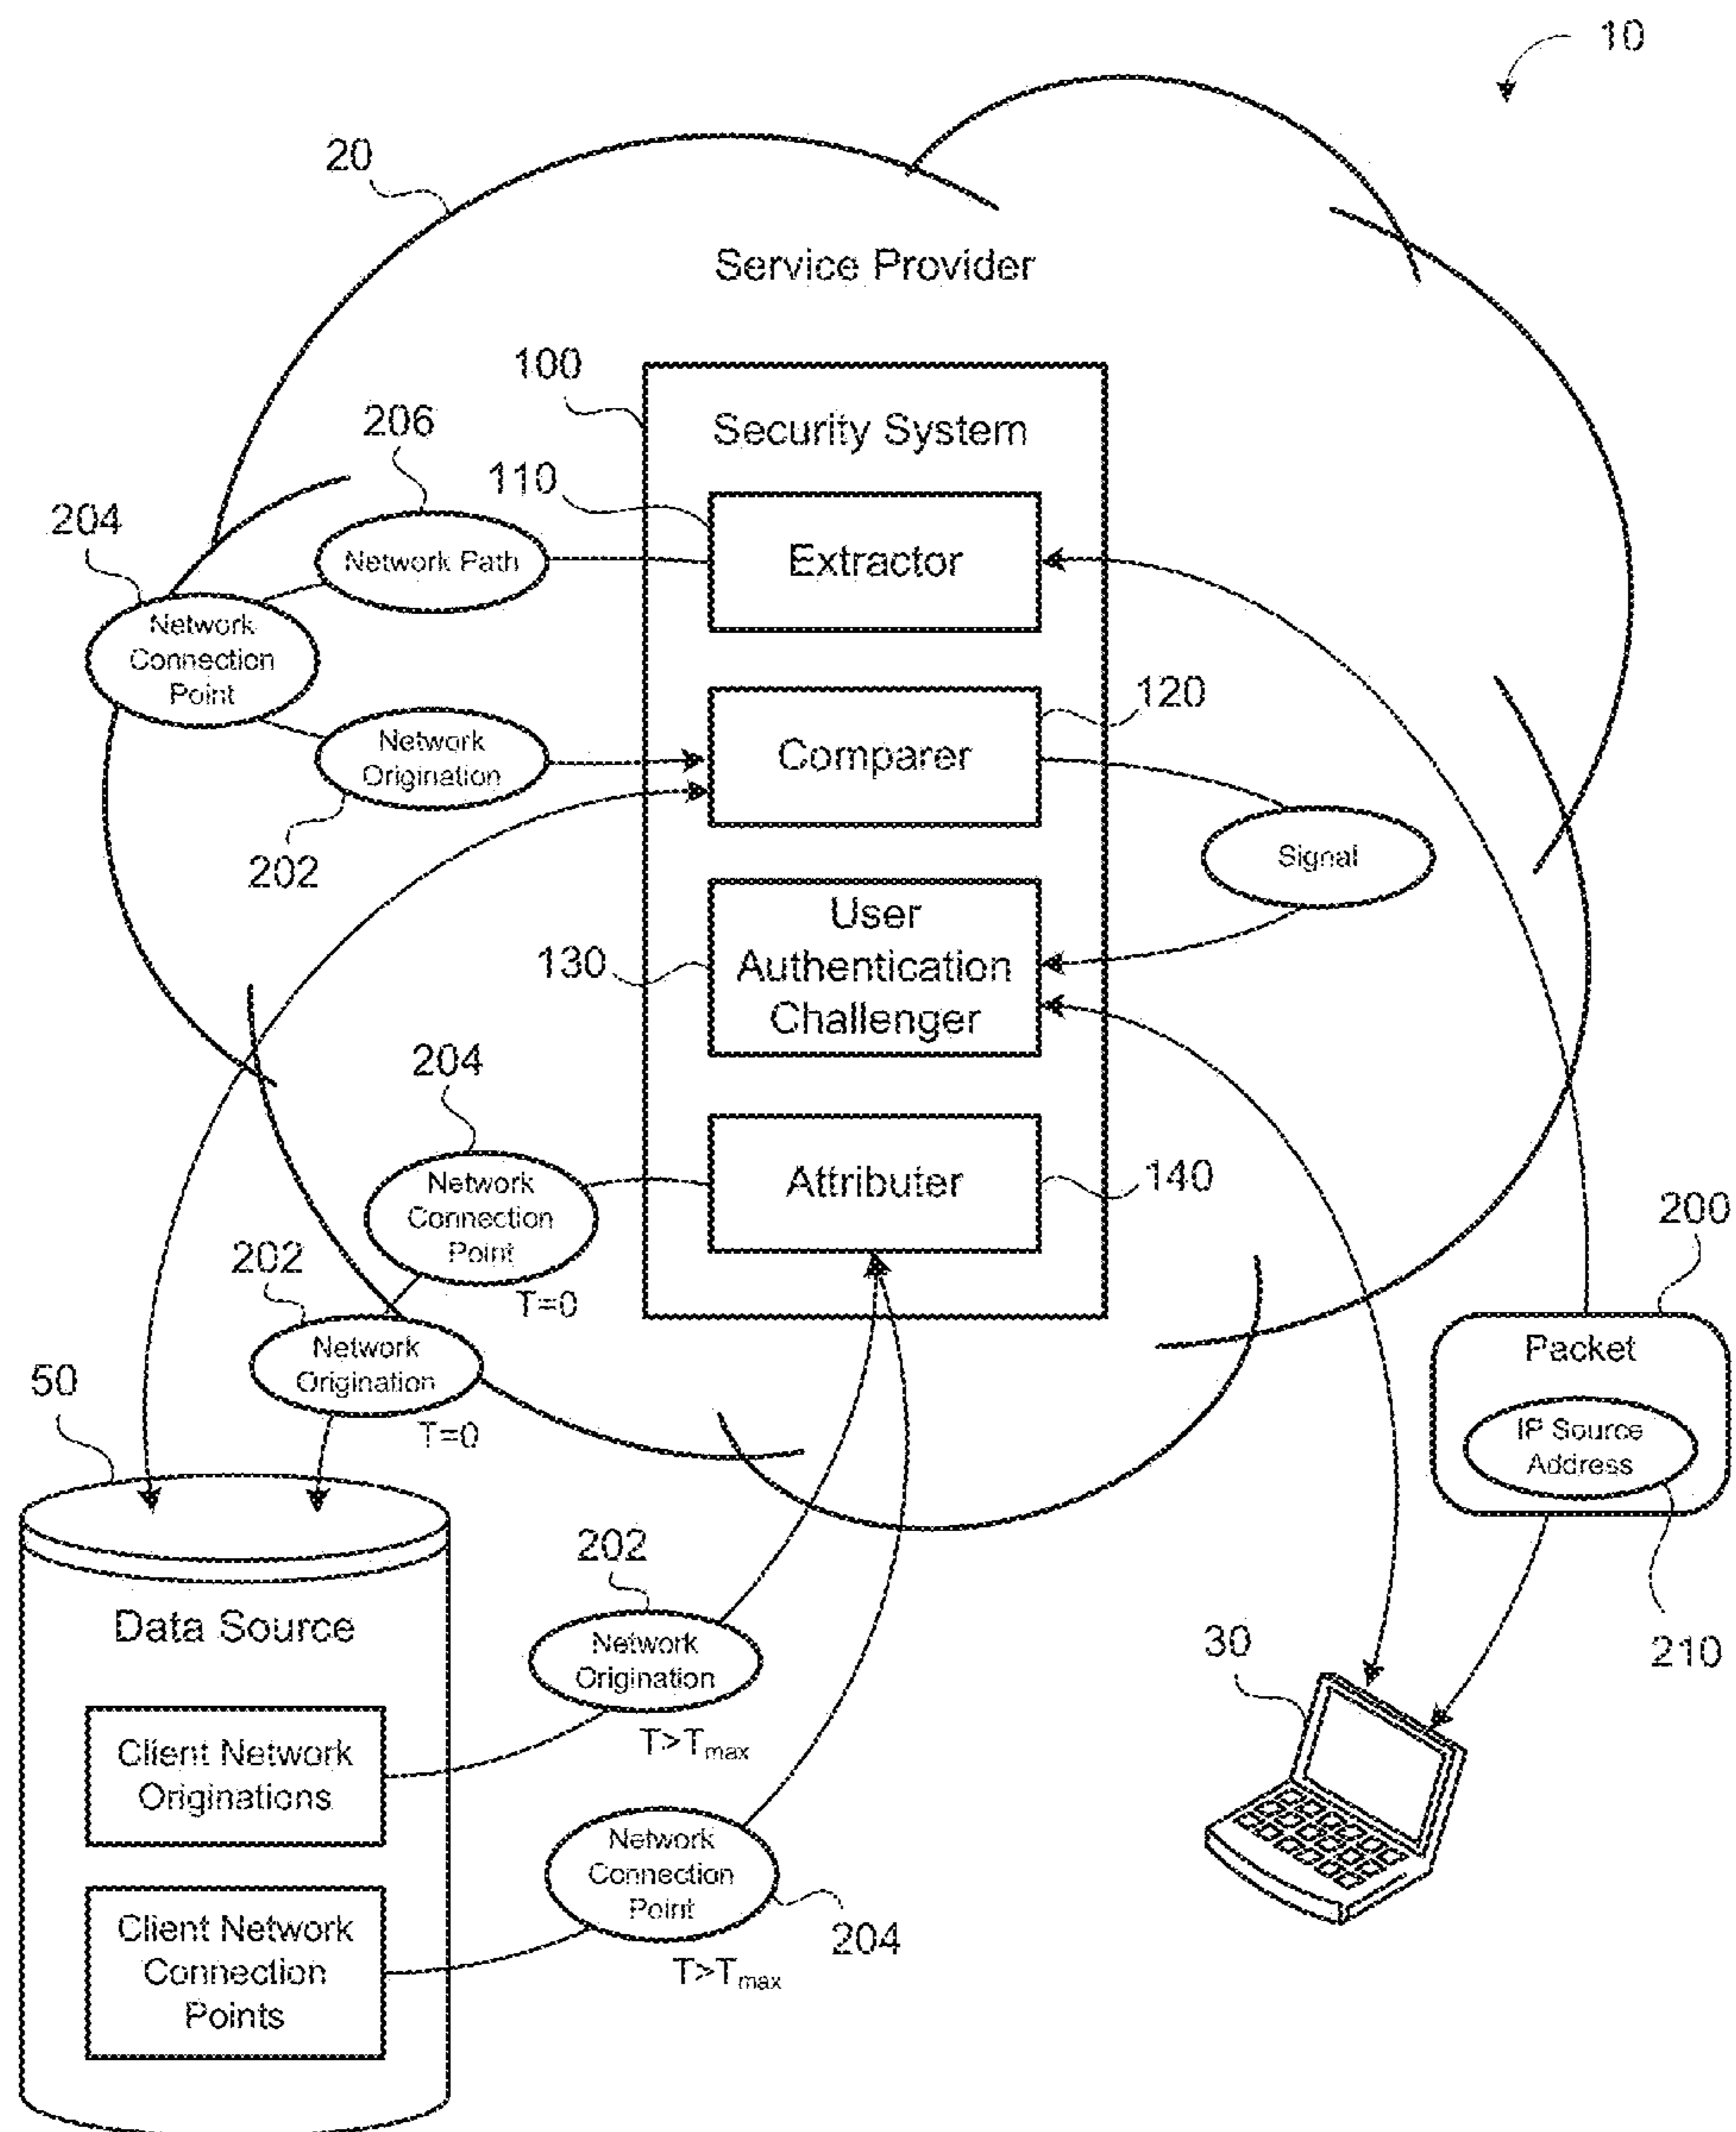 10
20
Service Provider
100
Security System
206
110
Network Path
Extractor
204
Network
Connection
Point
120
Network
Origination
Comparer
202
Signal
User
Authentication
Challenger
130
204
Network
Connection
Point
T=0
Attributer
140
200
202
Network
Origination
T=0
Packet
IP Source
Address
50
210
202
Data Source
Network
Origination
T>Tmax
30
Client Network
Originations
Network
Connection
Point
204
T>Tmax
Client Network
Connection
Points